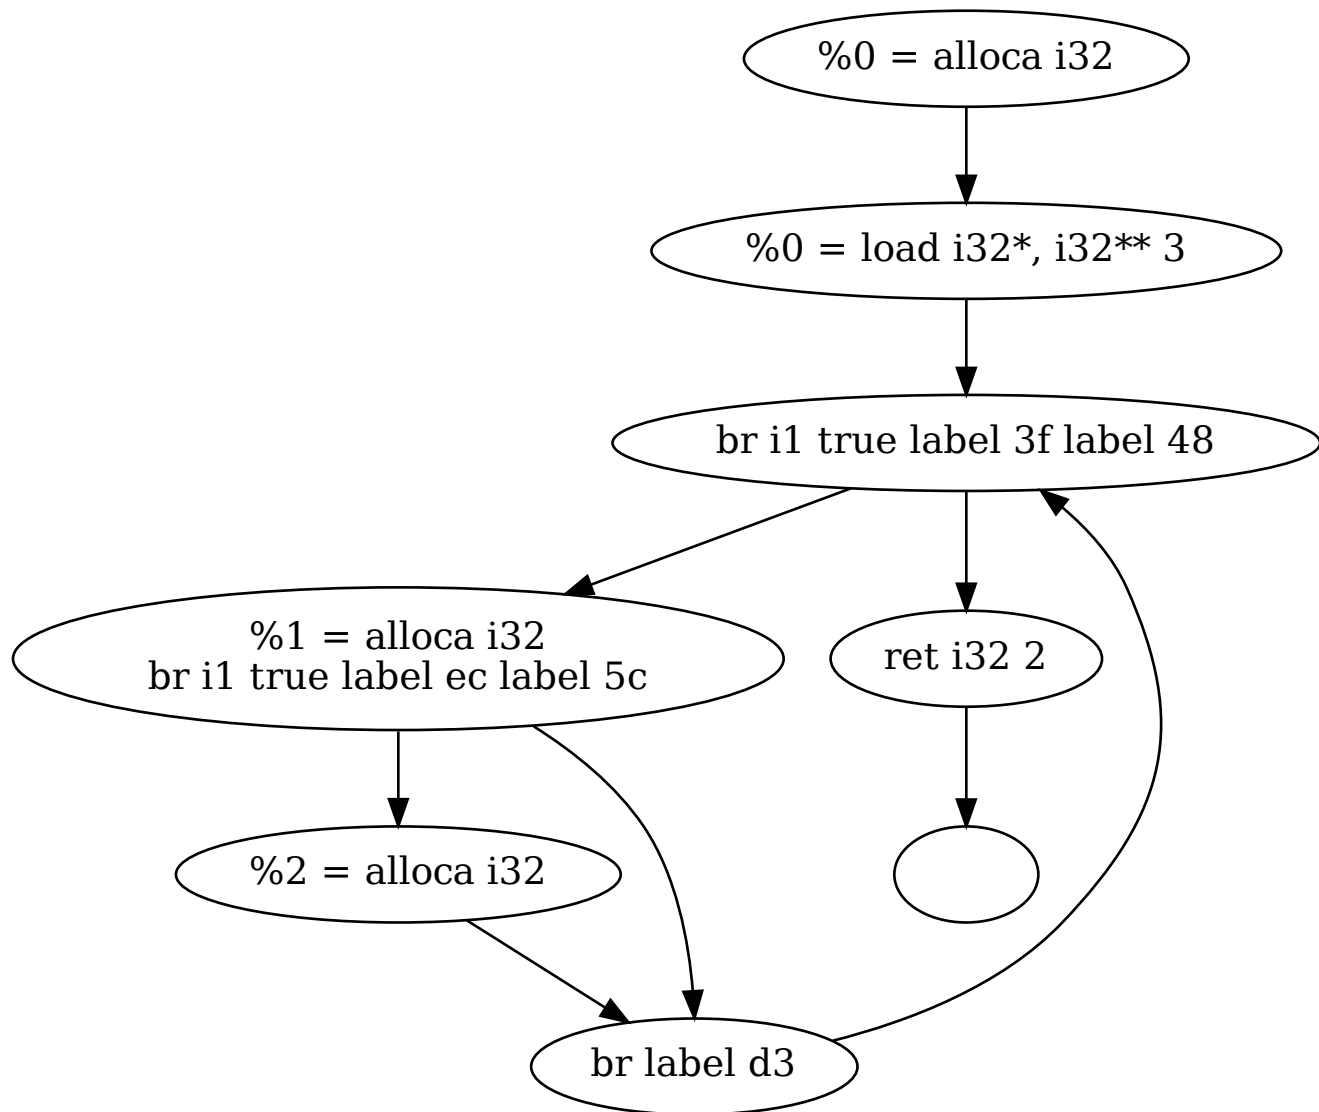 %0 = alloca i32
%0 = load i32*, i32** 3
br i1 true label 3f label 48
%1 = alloca i32
br i1 true label ec label 5c
ret i32 2
%2 = alloca i32
br label d3